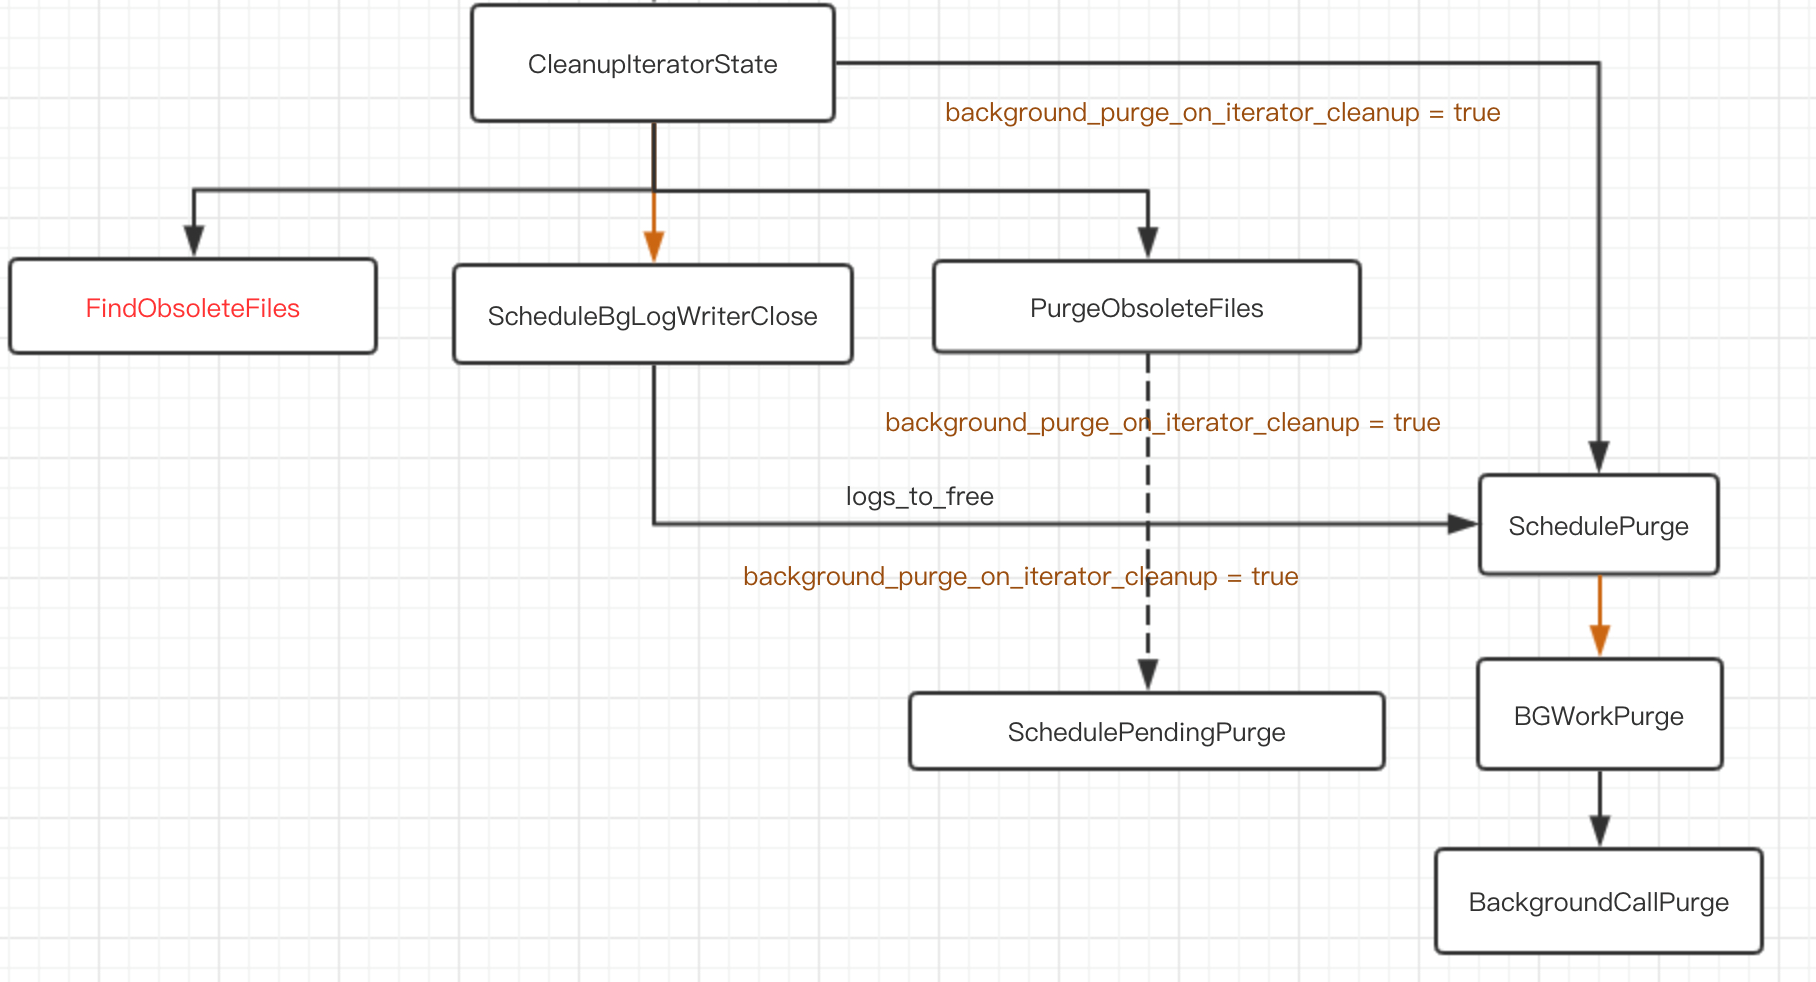 CleanupIteratorState
background_purge_on_iterator_cleanup = true
FindObsoleteFiles
ScheduleBgLogWriterClose
PurgeObsoleteFiles
background_purge_on_iterator_cleanup = true
logs_to_free
SchedulePurge
background_purge_on_iterator_cleanup = true
SchedulePendingPurge
BGWorkPurge
BackgroundCallPurge